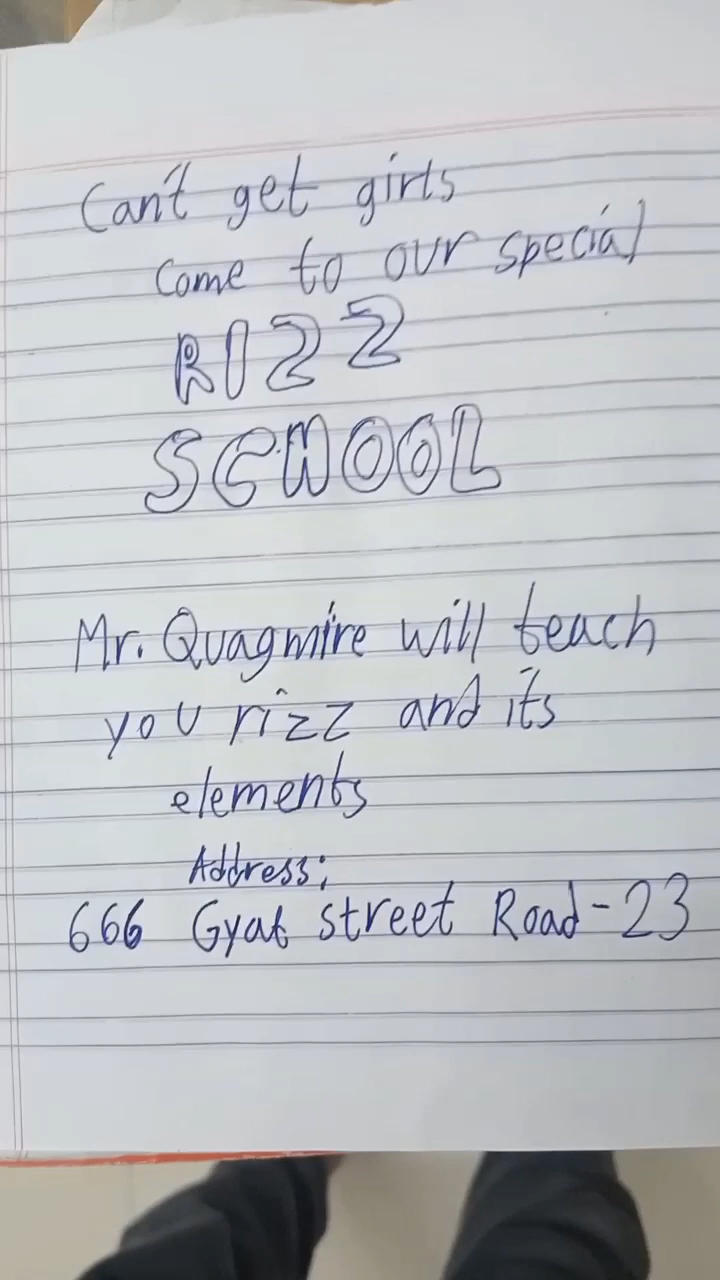 Can't get girls
Come to our special
RIZZ
SCHOOL
Mr. Quagmire will teach
you rizz and its
elements
Address:
666 Gyat street Road-23